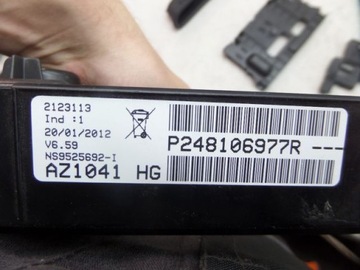 2123113
Ind :1
20/01/2012
V6.59
NS9525692-I
AZ1041 HG
P248106977R ---